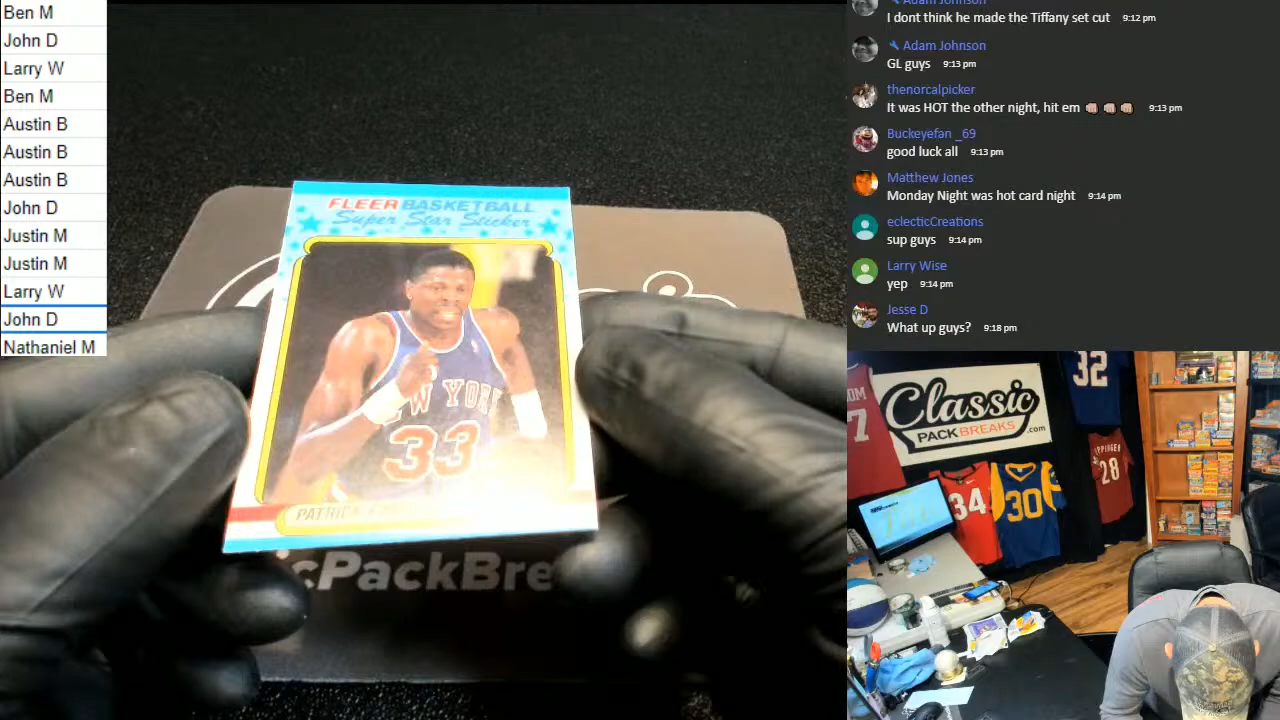 Ben M
John D
Larry W
Ben M
Austin B
Austin B
Austin B
John D
Justin M
Justin M
Larry W
John D
Nathaniel M
FLEER BASKETBALL
Super Star Sticker
NEW YORK
33
PATRICK
icPackBre
Adam Johnson
I dont think he made the Tiffany set cut 9:12 pm
Adam Johnson
GL guys 9:13 pm
thenorcalpicker
It was HOT the other night, hit em 👊🏽 👊🏽 👊🏽 9:13 pm
Buckeyefan _69
good luck all 9:13 pm
Matthew Jones
Monday Night was hot card night 9:14 pm
eclecticCreations
sup guys 9:14 pm
Larry Wise
yep 9:14 pm
Jesse D
What up guys? 9:18 pm
Classic
PACK BREAKS .com
32
7
34
30
28